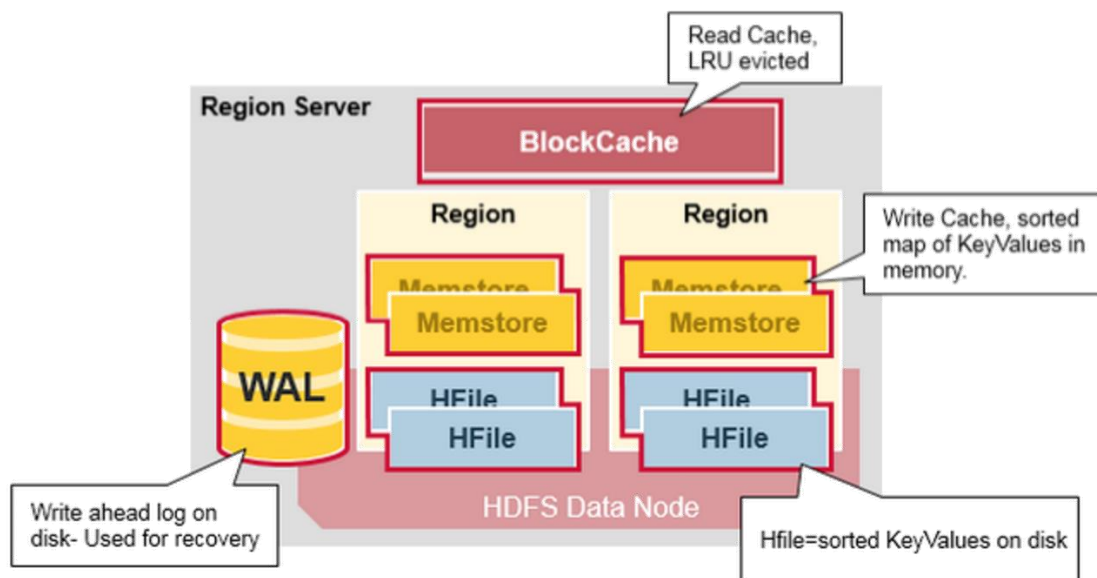 Read Cache,
LRU evicted
Region Server
BlockCache
Region
Region
Write Cache, sorted
map of KeyValues in
memory.
Memstore
Memstore
Memstore
Memstore
WAL
HFile
HFile
HFile
HFile
Write ahead log on
disk- Used for recovery
HDFS Data Node
Hfile=sorted KeyValues on disk